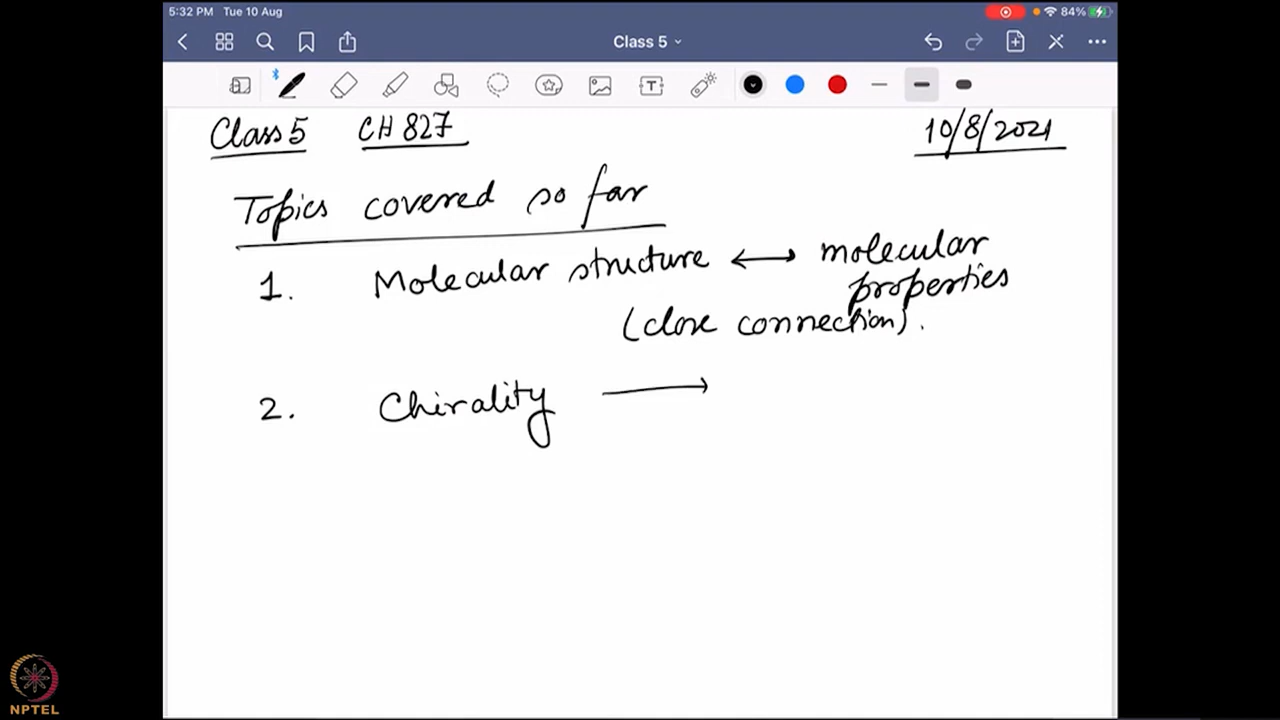 5:32 PM Tue 10 Aug 84%
Class 5
Class 5 CH 827 10/8/2021
Topics covered so far
1. Molecular structure ↔ molecular
properties
(close connection).
2. Chirality →
NPTEL